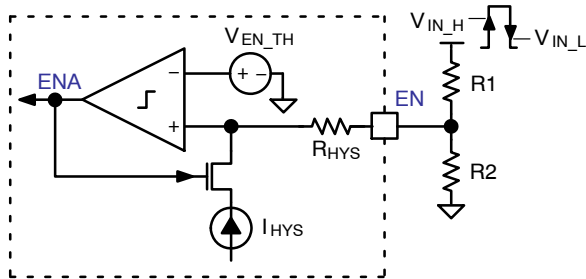 V_IN_H
V_IN_L
V_EN_TH
− + −
ENA
EN
R1
+
R_HYS
R2
I_HYS